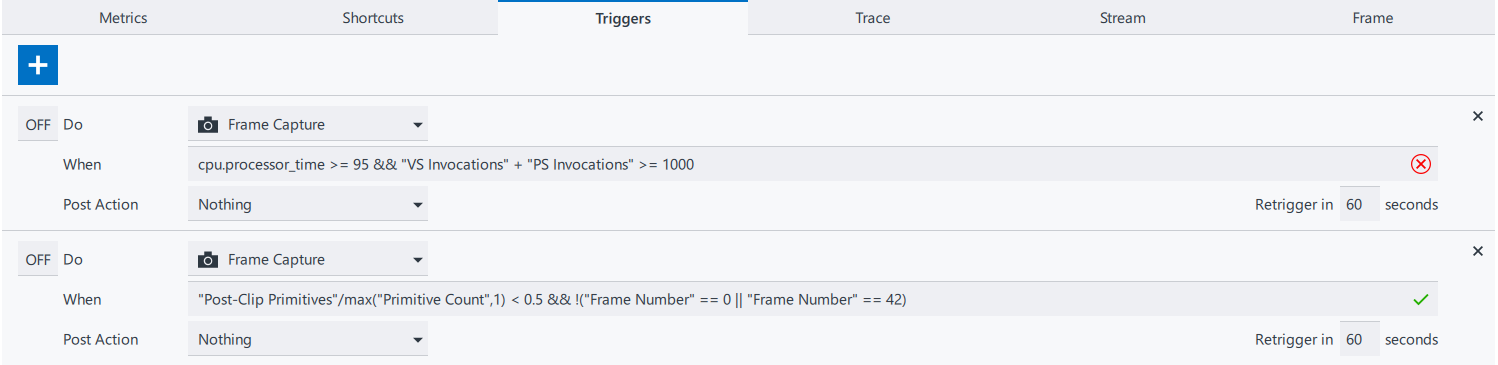 Metrics Shortcuts Triggers Trace Stream Frame
OFF Do Frame Capture
When cpu.processor_time >= 95 && "VS Invocations" + "PS Invocations" >= 1000
Post Action Nothing Retrigger in 60 seconds
OFF Do Frame Capture
When "Post-Clip Primitives"/max("Primitive Count",1) < 0.5 && !("Frame Number" == 0 || "Frame Number" == 42)
Post Action Nothing Retrigger in 60 seconds